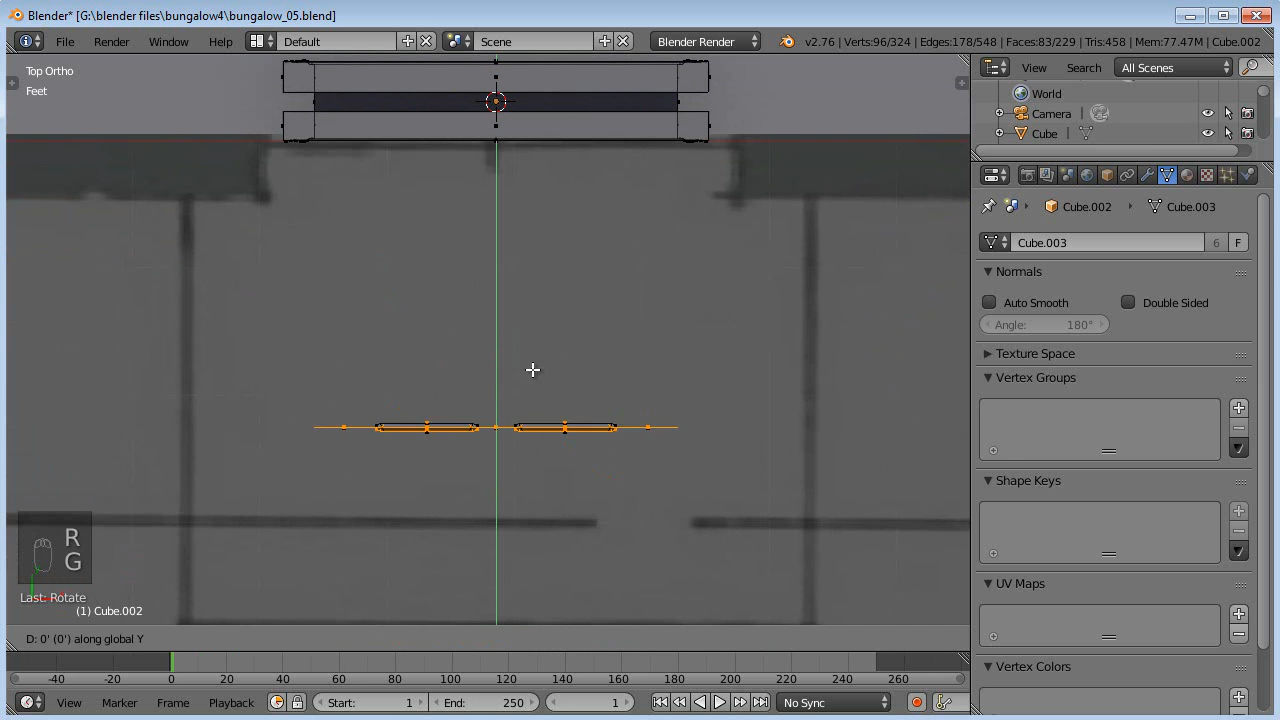 Blender* [G:\blender files\bungalow4\bungalow_05.blend]
File Render Window Help Default Scene Blender Render v2.76 | Verts:96/324 | Edges:178/548 | Faces:83/229 | Tris:458 | Mem:77.47M | Cube.002
Top Ortho
Feet
View Search All Scenes
World
Camera
Cube
Cube.002 Cube.003
Cube.003 6 F
Normals
Auto Smooth Double Sided
Angle: 180°
Texture Space
Vertex Groups
Shape Keys
UV Maps
Vertex Colors
R
G
Last: Rotate
(1) Cube.002
D: 0' (0') along global Y
-40 -20 0 20 40 60 80 100 120 140 160 180 200 220 240 260
View Marker Frame Playback Start: 1 End: 250 1 No Sync